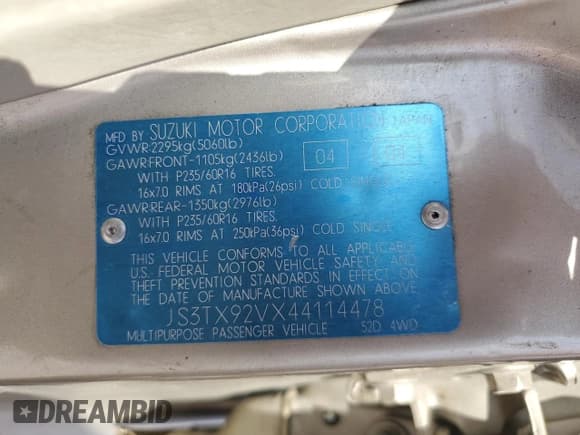 MFD BY SUZUKI MOTOR CORPORATION JAPAN
GVWR:2295kg(5060lb)
GAWR:FRONT-1105kg(2436lb) 04
WITH P235/60R16 TIRES.
16x7.0 RIMS AT 180kPa(26psi) COLD SINGLE
GAWR:REAR-1350kg(2976lb)
WITH P235/60R16 TIRES.
16x7.0 RIMS AT 250kPa(36psi) COLD SINGLE
THIS VEHICLE CONFORMS TO ALL APPLICABLE
U.S. FEDERAL MOTOR VEHICLE SAFETY AND
THEFT PREVENTION STANDARDS IN EFFECT ON
THE DATE OF MANUFACTURE SHOWN ABOVE.
JS3TX92VX44114478
MULTIPURPOSE PASSENGER VEHICLE 52D 4WD
DREAMBID